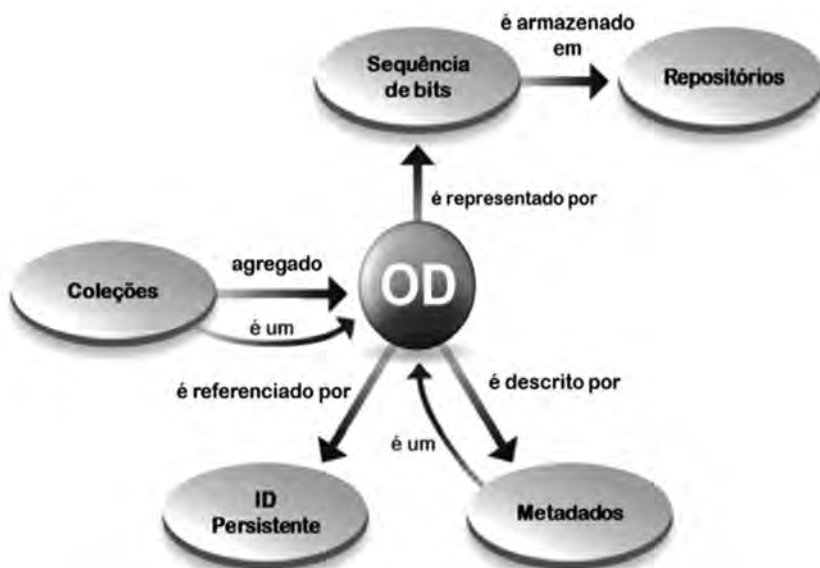 é armazenado
em
Sequência
de bits
Repositórios
é representado por
Coleções
agregado
é um
OD
é referenciado por
é descrito por
é um
ID
Persistente
Metadados